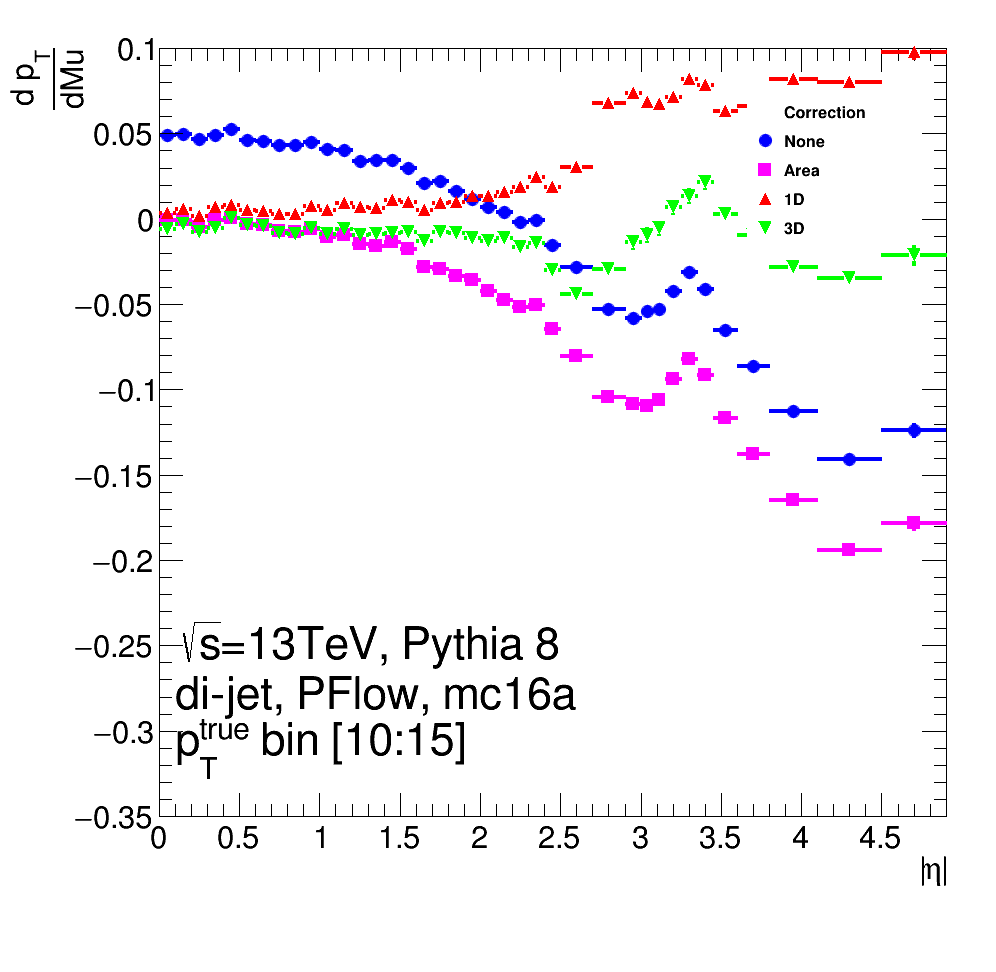 d p_T
dMu
0.1
0.05
0
−0.05
−0.1
−0.15
−0.2
−0.25
−0.3
−0.35
Correction
None
Area
1D
3D
√s=13TeV, Pythia 8
di-jet, PFlow, mc16a
p_T^true bin [10:15]
0 0.5 1 1.5 2 2.5 3 3.5 4 4.5
|η|